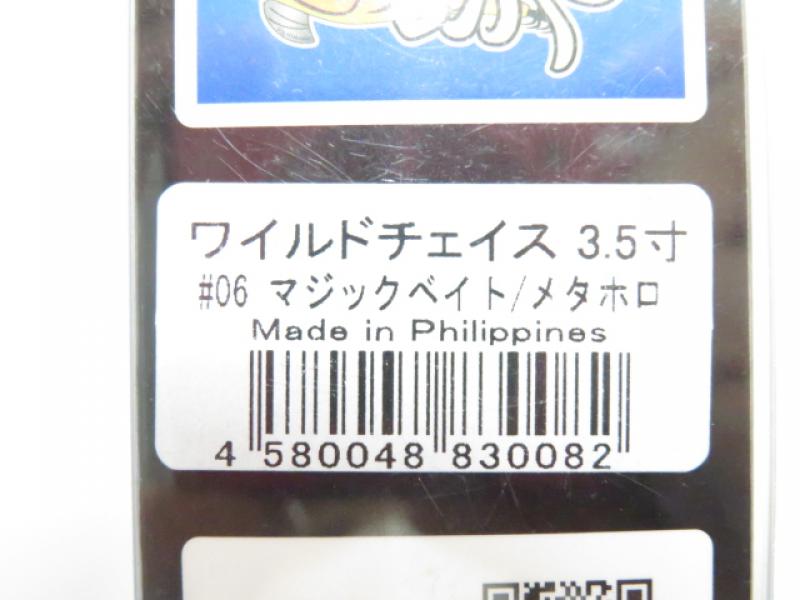 ワイルドチェイス 3.5寸
#06 マジックベイト/メタホロ
Made in Philippines
4 580048 830082